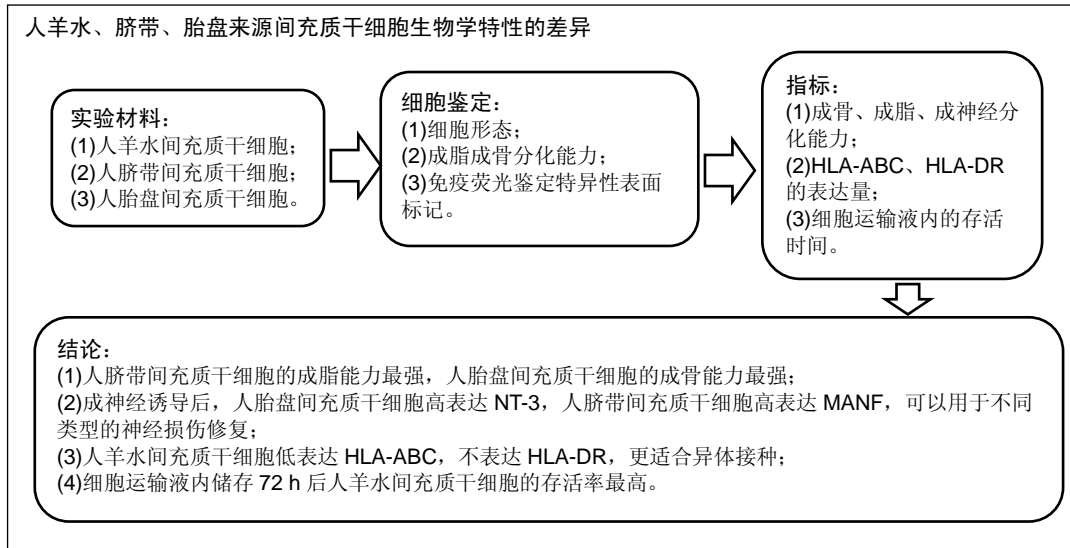 人羊水、脐带、胎盘来源间充质干细胞生物学特性的差异
实验材料：
(1)人羊水间充质干细胞；
(2)人脐带间充质干细胞；
(3)人胎盘间充质干细胞。
细胞鉴定：
(1)细胞形态；
(2)成脂成骨分化能力；
(3)免疫荧光鉴定特异性表面
标记。
指标：
(1)成骨、成脂、成神经分
化能力；
(2)HLA-ABC、HLA-DR
的表达量；
(3)细胞运输液内的存活
时间。
结论：
(1)人脐带间充质干细胞的成脂能力最强，人胎盘间充质干细胞的成骨能力最强；
(2)成神经诱导后，人胎盘间充质干细胞高表达 NT-3，人脐带间充质干细胞高表达 MANF，可以用于不同
类型的神经损伤修复；
(3)人羊水间充质干细胞低表达 HLA-ABC，不表达 HLA-DR，更适合异体接种；
(4)细胞运输液内储存 72 h 后人羊水间充质干细胞的存活率最高。